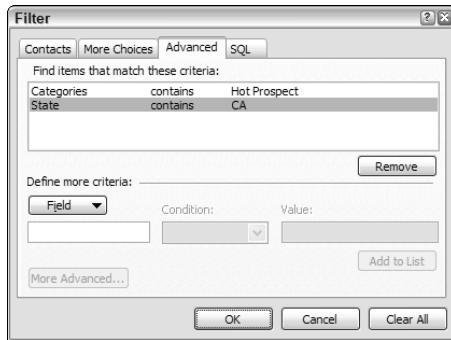 Filter
Contacts More Choices Advanced SQL
Find items that match these criteria:
Categories contains Hot Prospect
State contains CA
Remove
Define more criteria:
Field
Condition:
Value:
Add to List
More Advanced...
OK Cancel Clear All